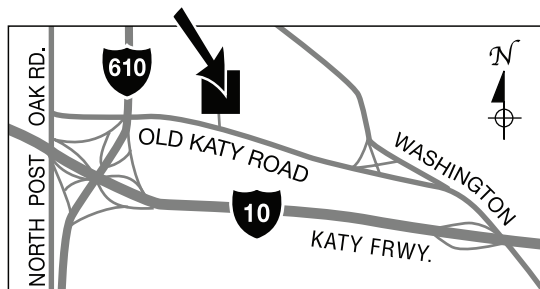 610
N
NORTH POST OAK RD.
OLD KATY ROAD
WASHINGTON
10
KATY FRWY.